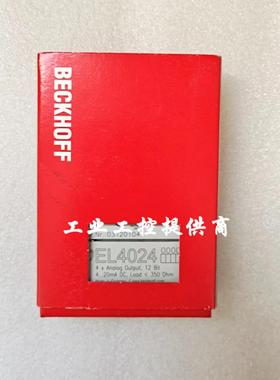 BECKHOFF
工业工控提供商
EL4024
4 x Analog Output, 12 Bit
4..20mA DC, Load < 350 Ohm